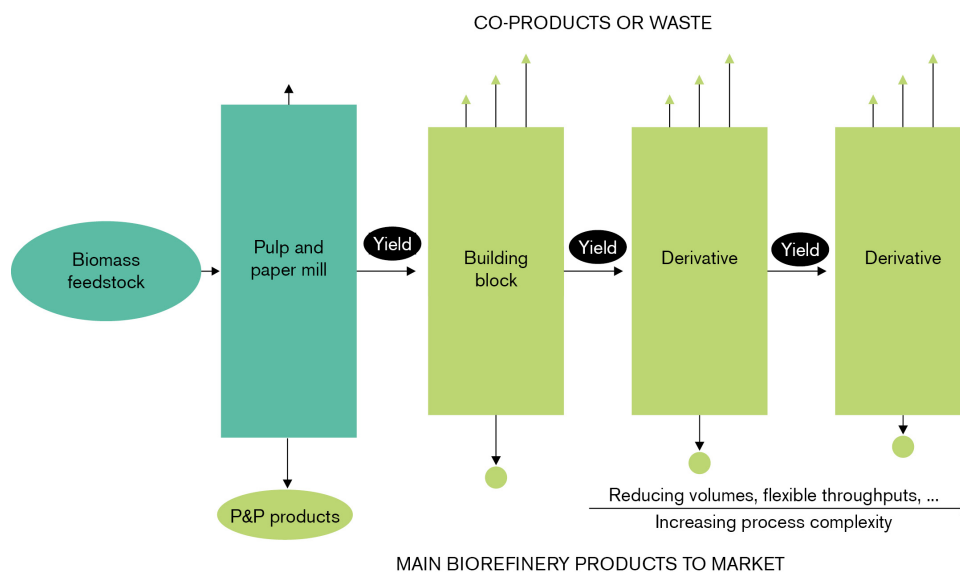 CO-PRODUCTS OR WASTE
Biomass
feedstock
Pulp and
paper mill
Yield
Building
block
Yield
Derivative
Yield
Derivative
P&P products
Reducing volumes, flexible throughputs, ...
Increasing process complexity
MAIN BIOREFINERY PRODUCTS TO MARKET